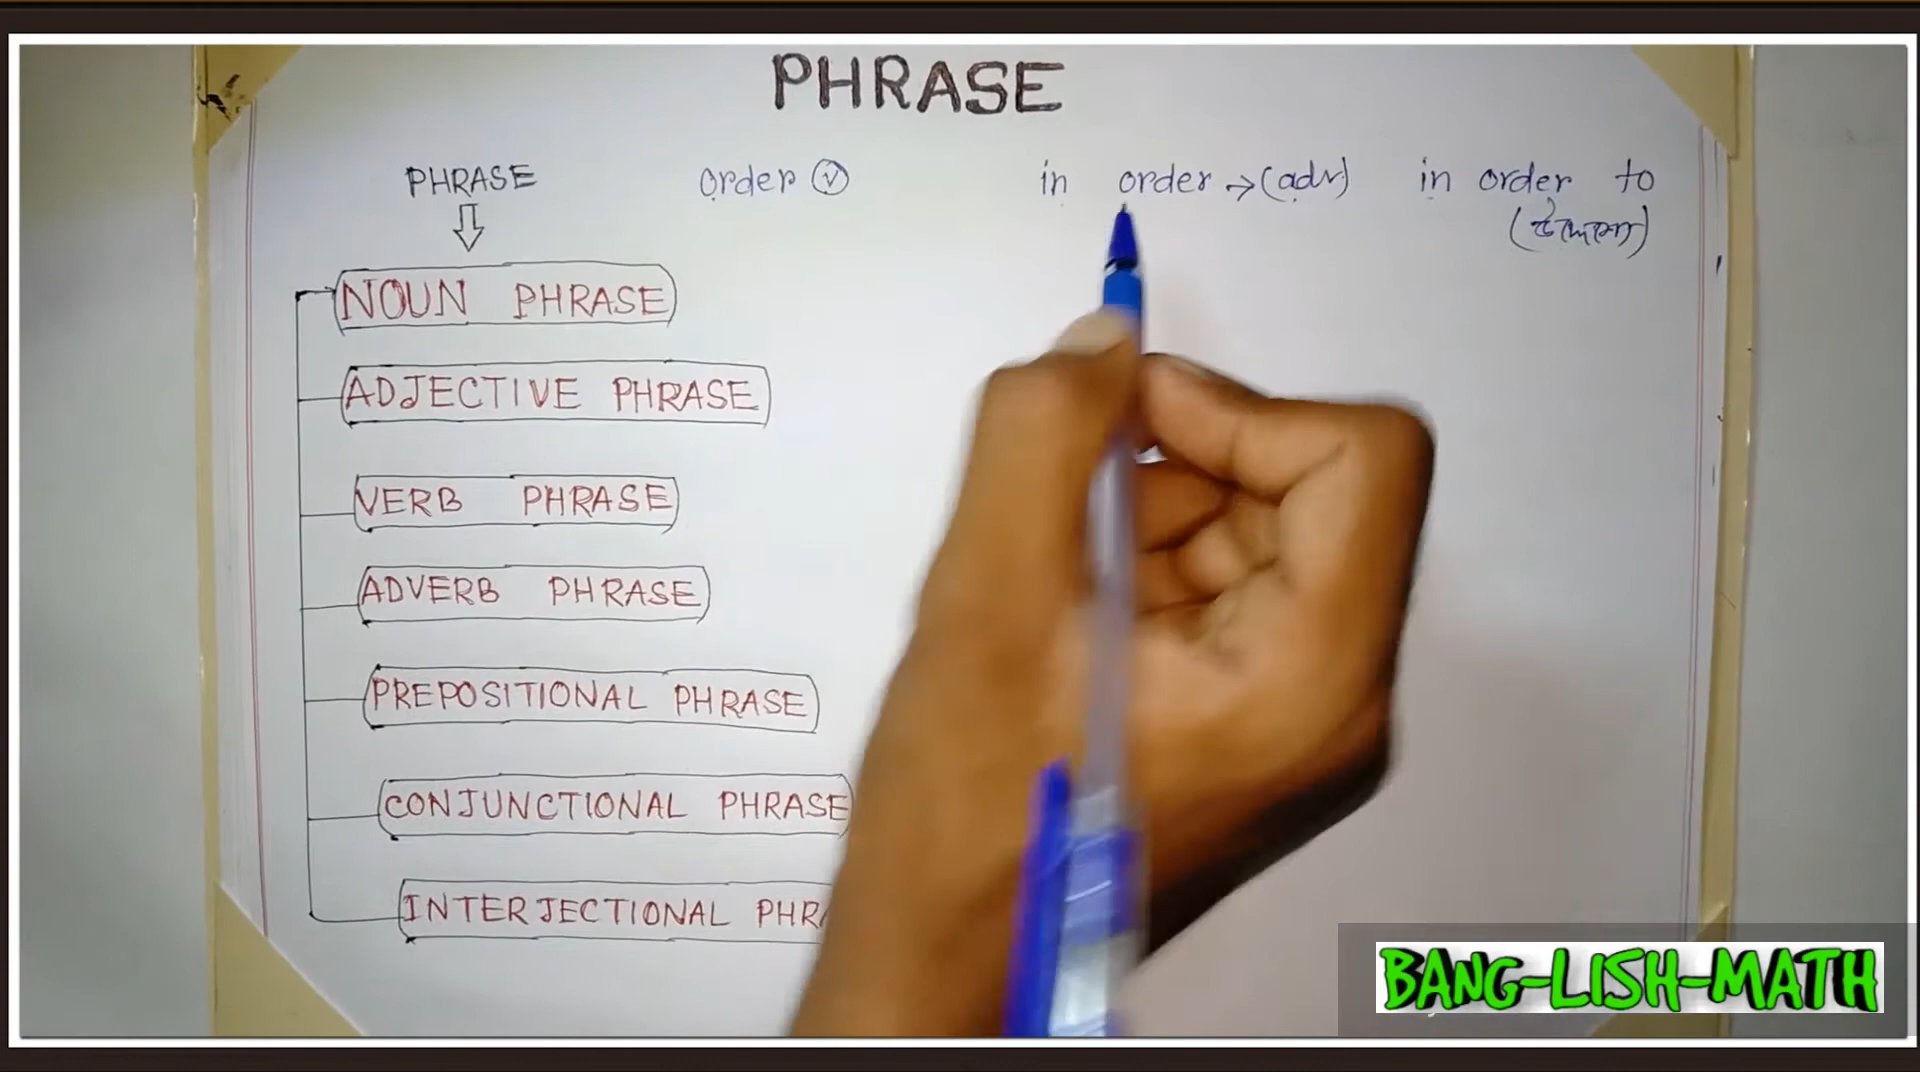 PHRASE
PHRASE
order (v)
in order → (adv)
in order to
NOUN PHRASE
ADJECTIVE PHRASE
VERB PHRASE
ADVERB PHRASE
PREPOSITIONAL PHRASE
CONJUNCTIONAL PHRASE
INTERJECTIONAL PHRA
BANG-LISH-MATH